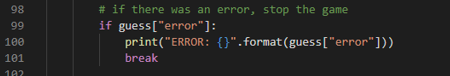 98 # if there was an error, stop the game
99 if guess["error"]:
100 print("ERROR: {}".format(guess["error"]))
101 break
102